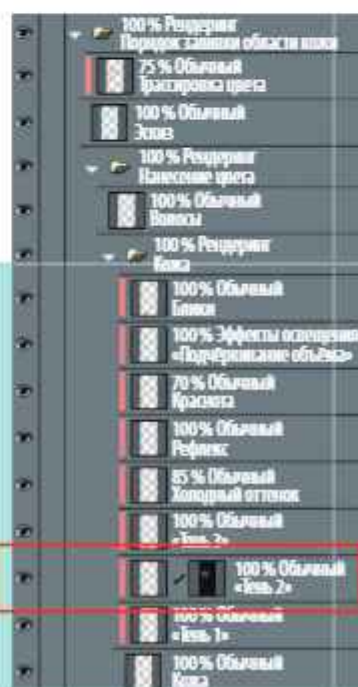 100 % Рендеринг
Порядок заливки области кожи
75 % Обычный
Трассировка цвета
100 % Обычный
Эскиз
100 % Рендеринг
Нанесение цвета
100 % Обычный
Волосы
100 % Рендеринг
Кожа
100 % Обычный
Блики
100 % Эффекты освещения
«Подчёркивание объёма»
70 % Обычный
Краснота
100 % Обычный
Рефлекс
85 % Обычный
Холодный оттенок
100 % Обычный
«Тень 3»
100 % Обычный
«Тень 2»
100 % Обычный
«Тень 1»
100 % Обычный
Кожа